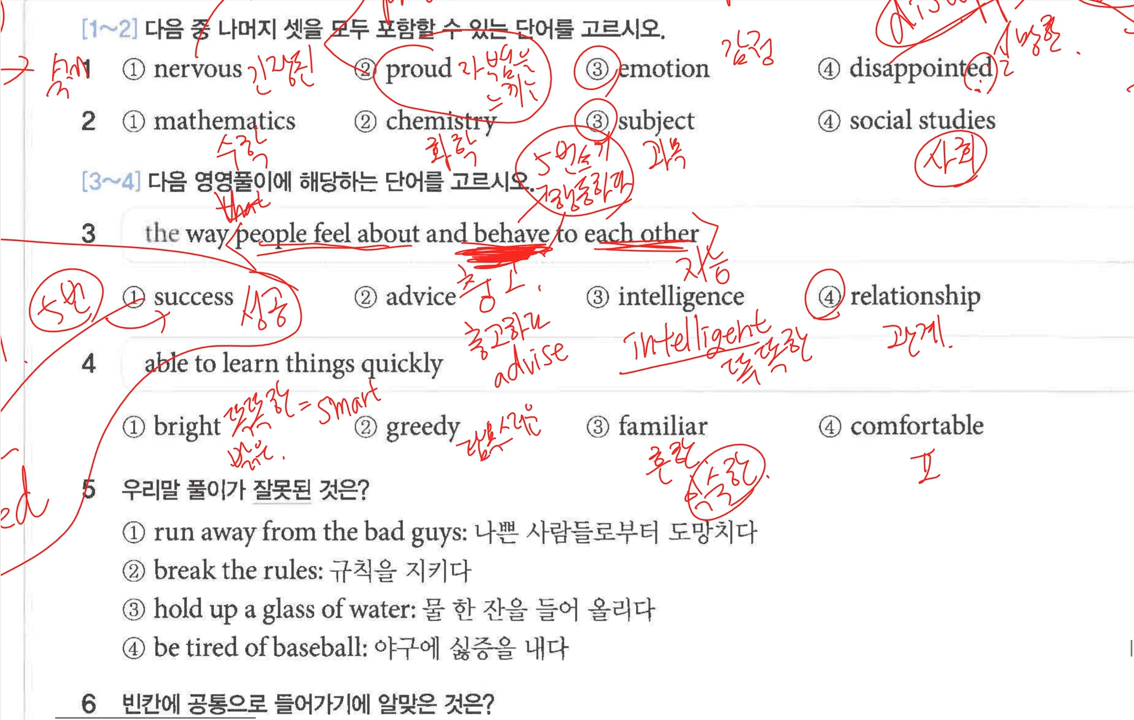 [1~2] 다음 중 나머지 셋을 모두 포함할 수 있는 단어를 고르시오.
1 ① nervous 긴장된 ② proud 자부심을 느끼는 ③ emotion 감정 ④ disappointed
2 ① mathematics ② chemistry ③ subject ④ social studies
수학 화학 과목 사회
[3~4] 다음 영영풀이에 해당하는 단어를 고르시오.
that
3 the way people feel about and behave to each other
5번 ① success 성공 ② advice 충고. ③ intelligence 지능 ④ relationship
충고하다 advise intelligent 똑똑한 관계.
4 able to learn things quickly
① bright 똑똑한 = smart ② greedy 탐욕스러운 ③ familiar ④ comfortable
밝은. 흔한 익숙한.
5 우리말 풀이가 잘못된 것은?
① run away from the bad guys: 나쁜 사람들로부터 도망치다
② break the rules: 규칙을 지키다
③ hold up a glass of water: 물 한 잔을 들어 올리다
④ be tired of baseball: 야구에 싫증을 내다
6 빈칸에 공통으로 들어가기에 알맞은 것은?